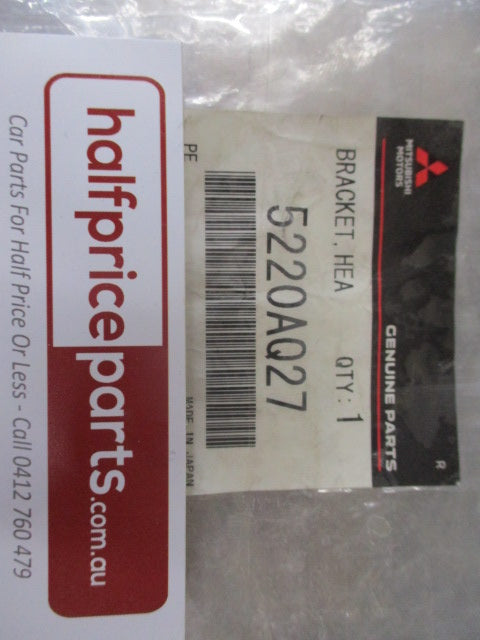 MITSUBISHI
MOTORS
GENUINE PARTS
R
BRACKET, HEA QTY: 1
5220AQ27
PE
MADE IN JAPAN
halfpriceparts.com.au
Car Parts For Half Price Or Less - Call 0412 760 479